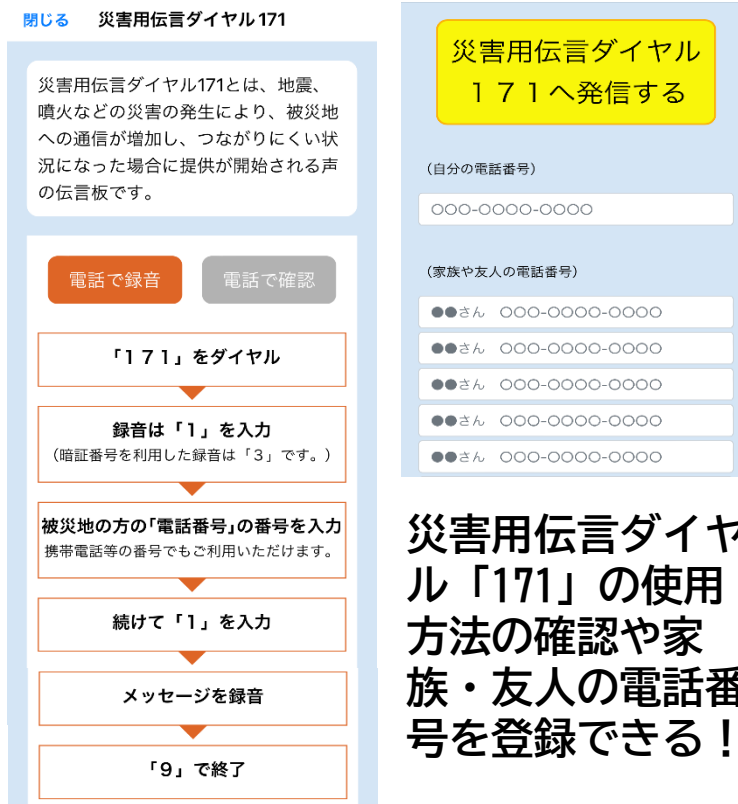 閉じる 災害用伝言ダイヤル171
災害用伝言ダイヤル171とは、地震、
噴火などの災害の発生により、被災地
への通信が増加し、つながりにくい状
況になった場合に提供が開始される声
の伝言板です。
電話で録音 電話で確認
「171」をダイヤル
録音は「1」を入力
（暗証番号を利用した録音は「3」です。）
被災地の方の「電話番号」の番号を入力
携帯電話等の番号でもご利用いただけます。
続けて「1」を入力
メッセージを録音
「9」で終了
災害用伝言ダイヤル
１７１へ発信する
（自分の電話番号）
○○○-○○○○-○○○○
（家族や友人の電話番号）
●●さん ○○○-○○○○-○○○○
●●さん ○○○-○○○○-○○○○
●●さん ○○○-○○○○-○○○○
●●さん ○○○-○○○○-○○○○
●●さん ○○○-○○○○-○○○○
災害用伝言ダイヤ
ル「171」の使用
方法の確認や家
族・友人の電話番
号を登録できる！